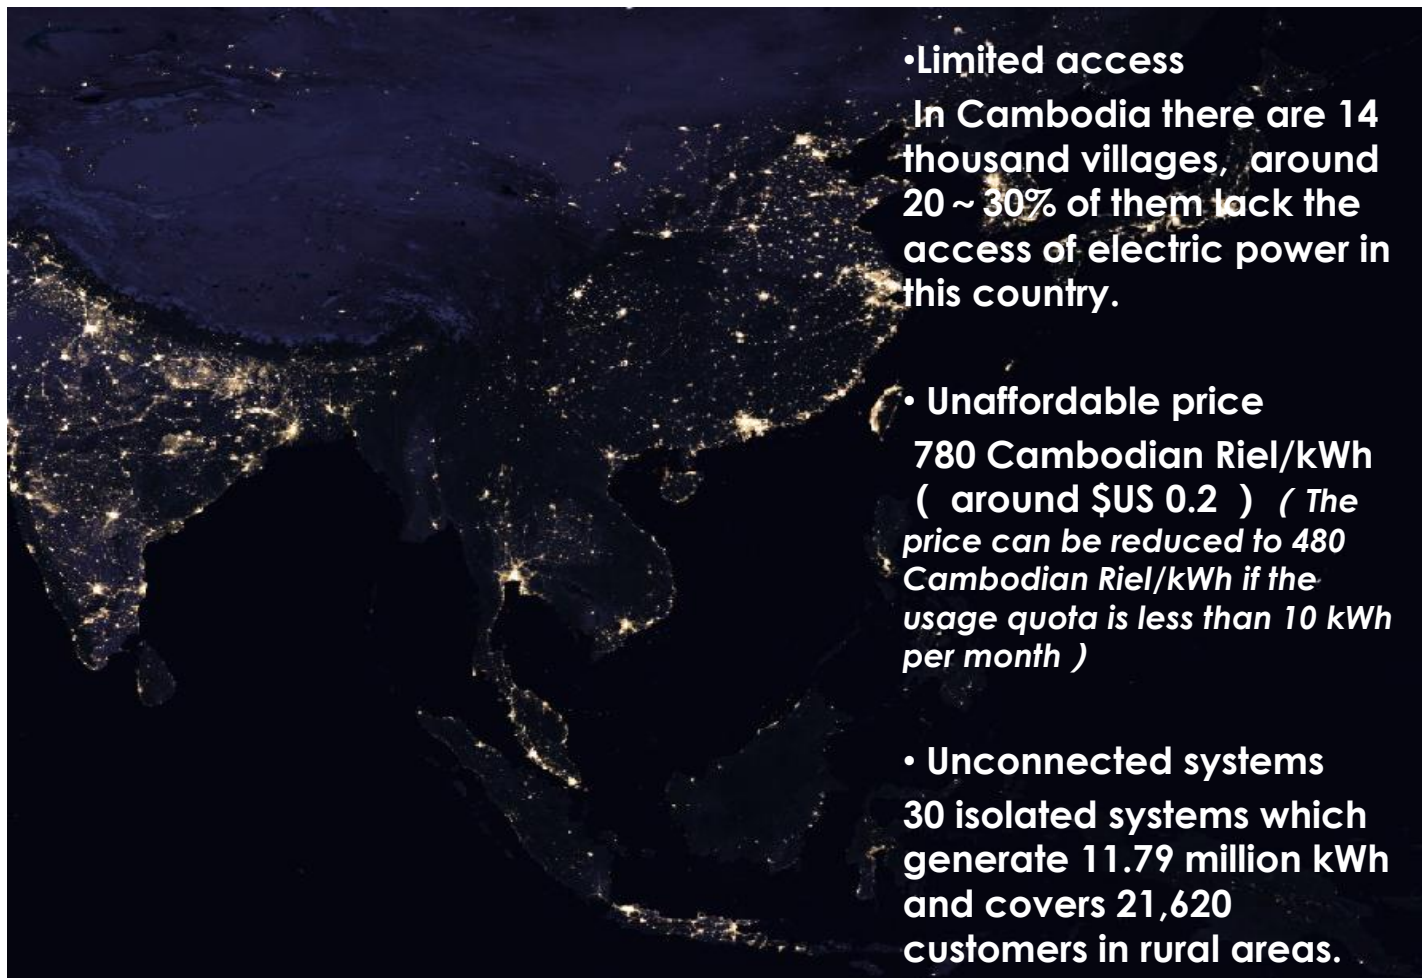 •Limited access
In Cambodia there are 14
thousand villages, around
20~30% of them lack the
access of electric power in
this country.
• Unaffordable price
780 Cambodian Riel/kWh
( around $US 0.2 ) ( The
price can be reduced to 480
Cambodian Riel/kWh if the
usage quota is less than 10 kWh
per month )
• Unconnected systems
30 isolated systems which
generate 11.79 million kWh
and covers 21,620
customers in rural areas.